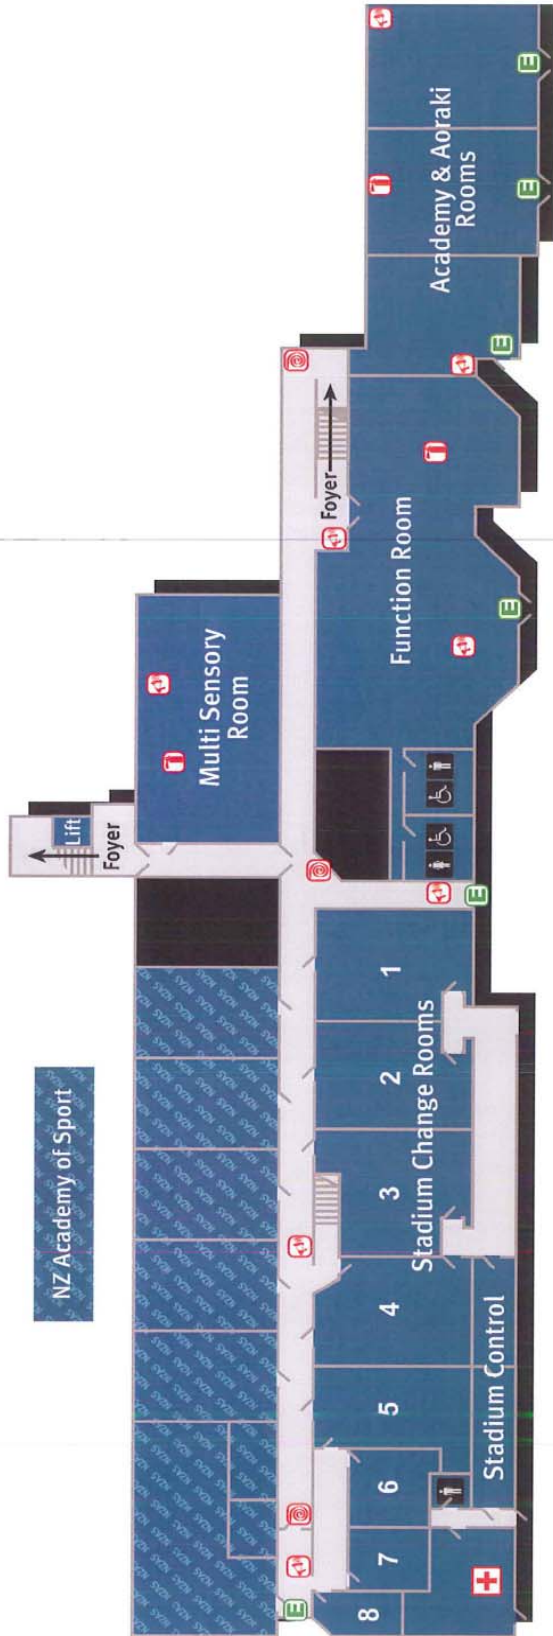 NZ Academy of Sport
NZAS
Lift
Foyer
Multi Sensory
Room
Foyer
Function Room
Academy & Aoraki
Rooms
E
E
E
E
E
E
1
2
3
4
5
6
7
8
Stadium Change Rooms
Stadium Control